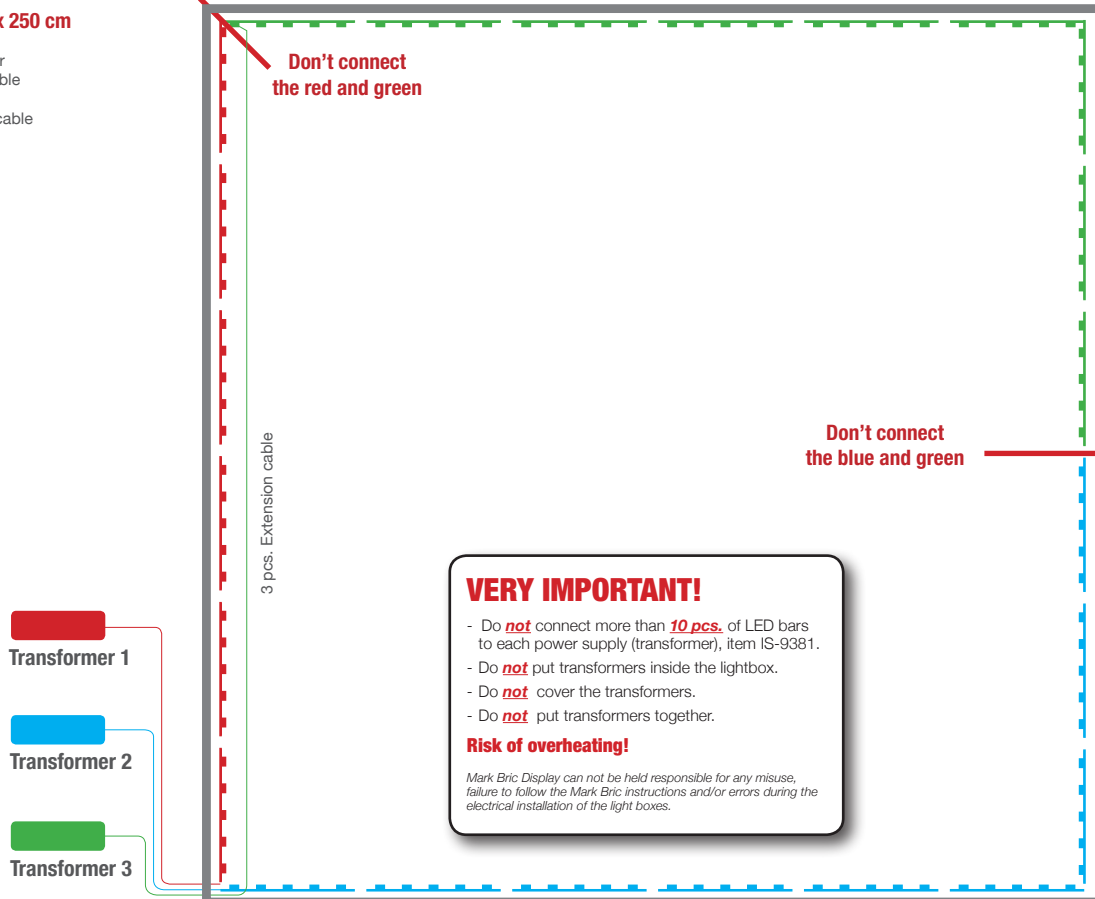 x 250 cm
r
ble
cable
Don't connect
the red and green
Don't connect
the blue and green
3 pcs. Extension cable
VERY IMPORTANT!
- Do not connect more than 10 pcs. of LED bars
to each power supply (transformer), item IS-9381.
- Do not put transformers inside the lightbox.
- Do not cover the transformers.
- Do not put transformers together.
Risk of overheating!
Mark Bric Display can not be held responsible for any misuse,
failure to follow the Mark Bric instructions and/or errors during the
electrical installation of the light boxes.
Transformer 1
Transformer 2
Transformer 3